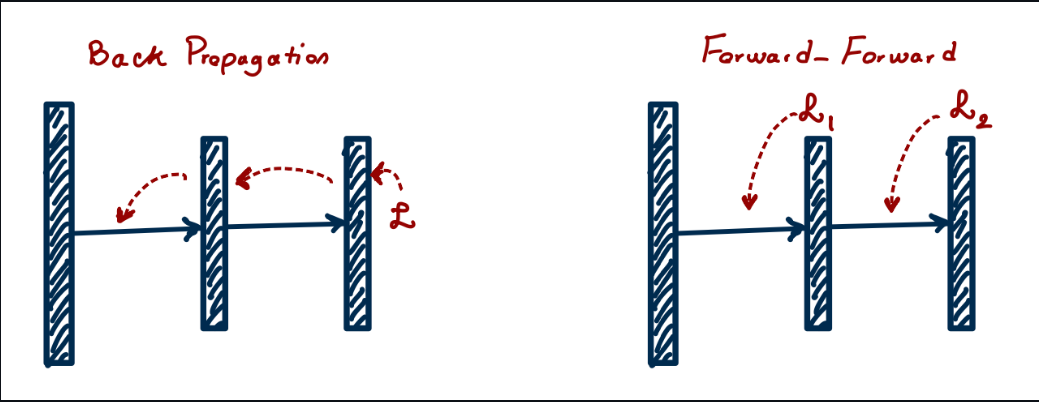 Back Propagation
ℒ
Forward-Forward
ℒ₁
ℒ₂